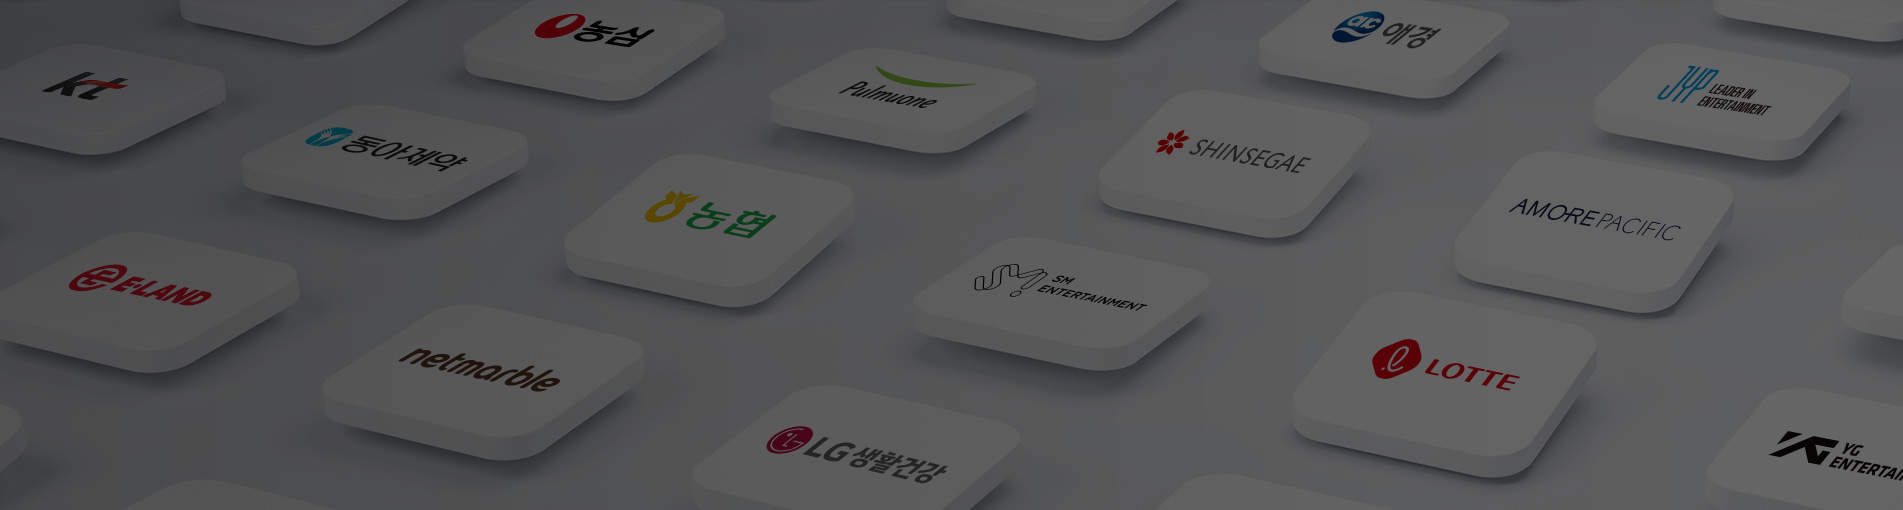 농심
애경
kt
Pulmuone
JYP LEADER IN
ENTERTAINMENT
동아제약
SHINSEGAE
농협
AMOREPACIFIC
E·LAND
SM
ENTERTAINMENT
netmarble
LOTTE
LG생활건강
YG